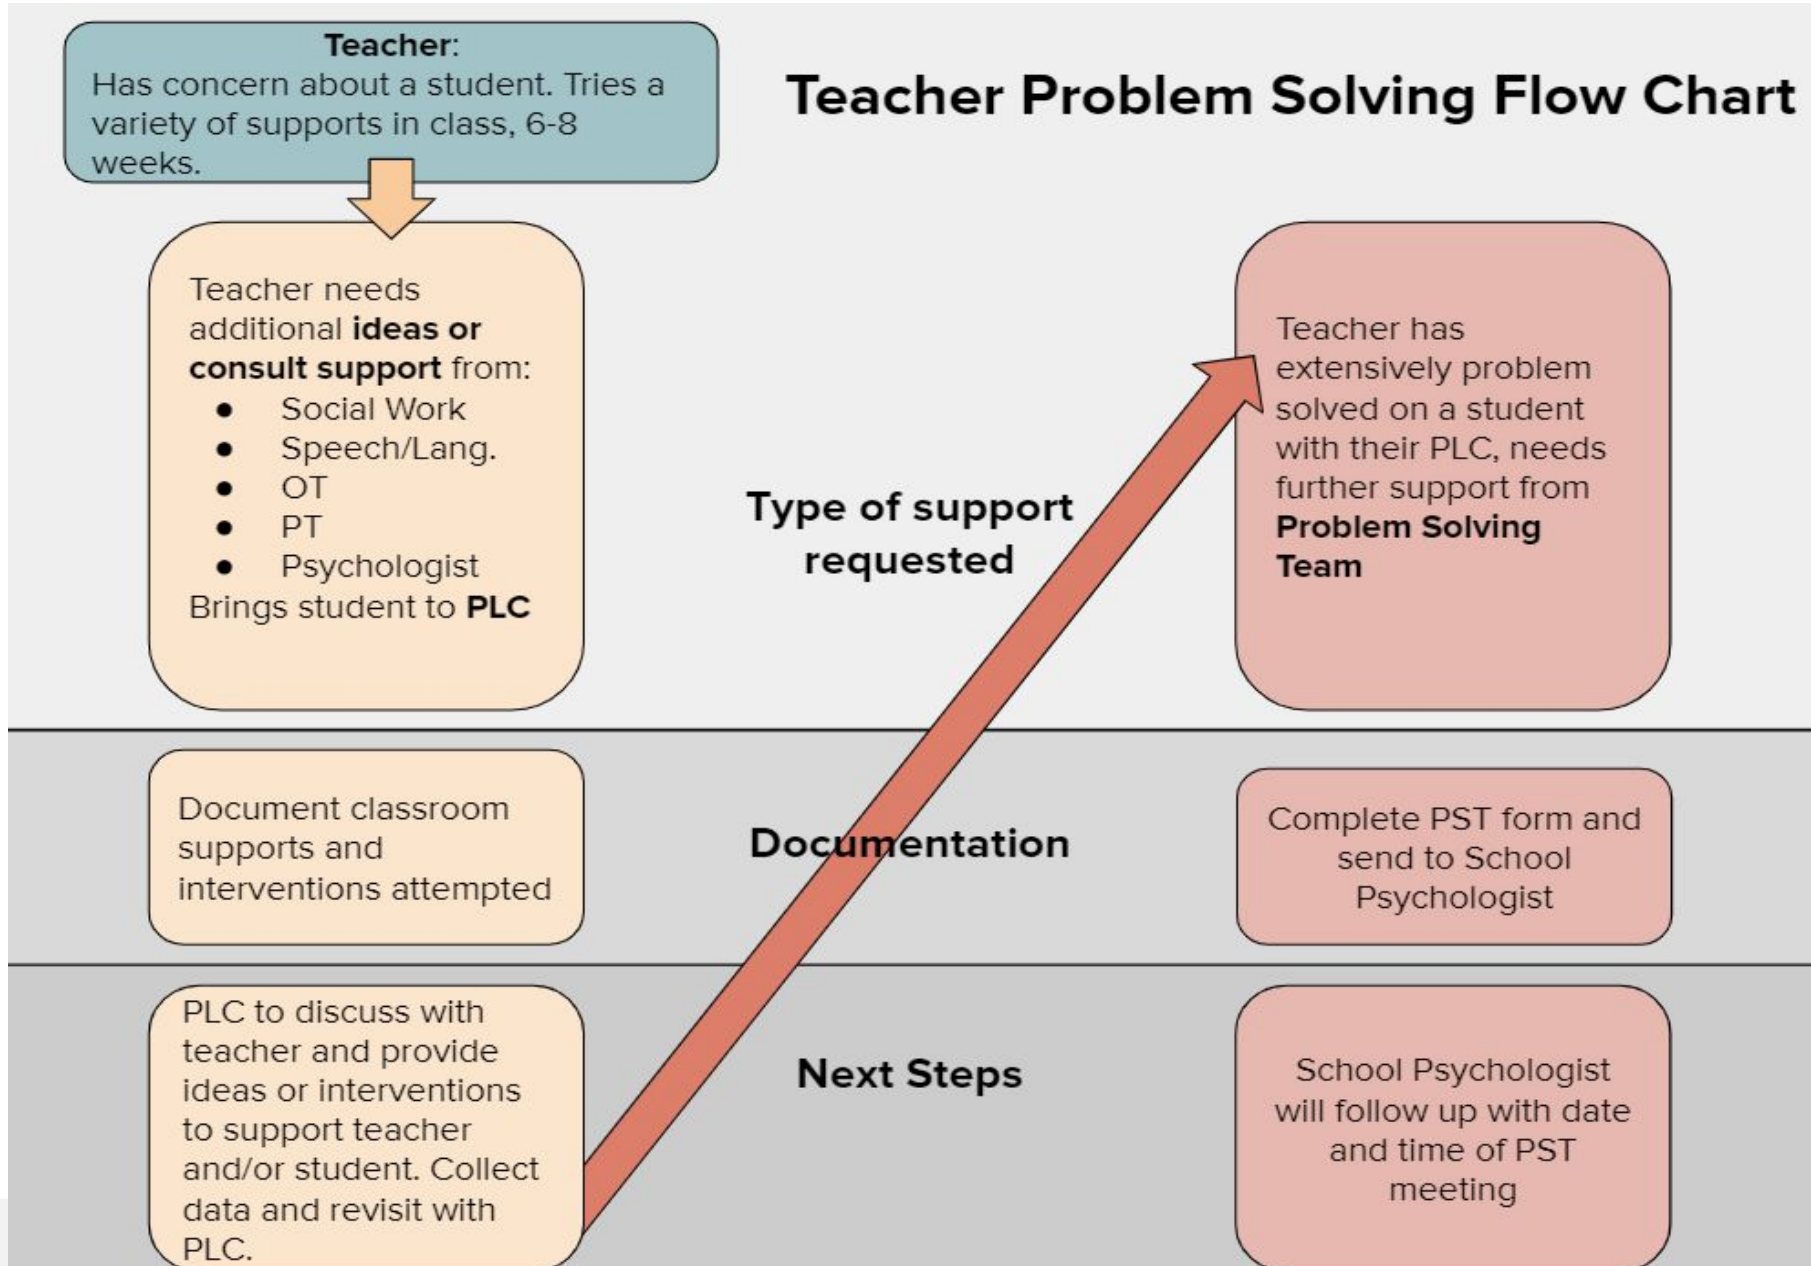 Teacher:
Has concern about a student. Tries a
variety of supports in class, 6-8
weeks.
Teacher Problem Solving Flow Chart
Teacher needs
additional ideas or
consult support from:
● Social Work
● Speech/Lang.
● OT
● PT
● Psychologist
Brings student to PLC
Type of support
requested
Teacher has
extensively problem
solved on a student
with their PLC, needs
further support from
Problem Solving
Team
Document classroom
supports and
interventions attempted
Documentation
Complete PST form and
send to School
Psychologist
PLC to discuss with
teacher and provide
ideas or interventions
to support teacher
and/or student. Collect
data and revisit with
PLC.
Next Steps
School Psychologist
will follow up with date
and time of PST
meeting